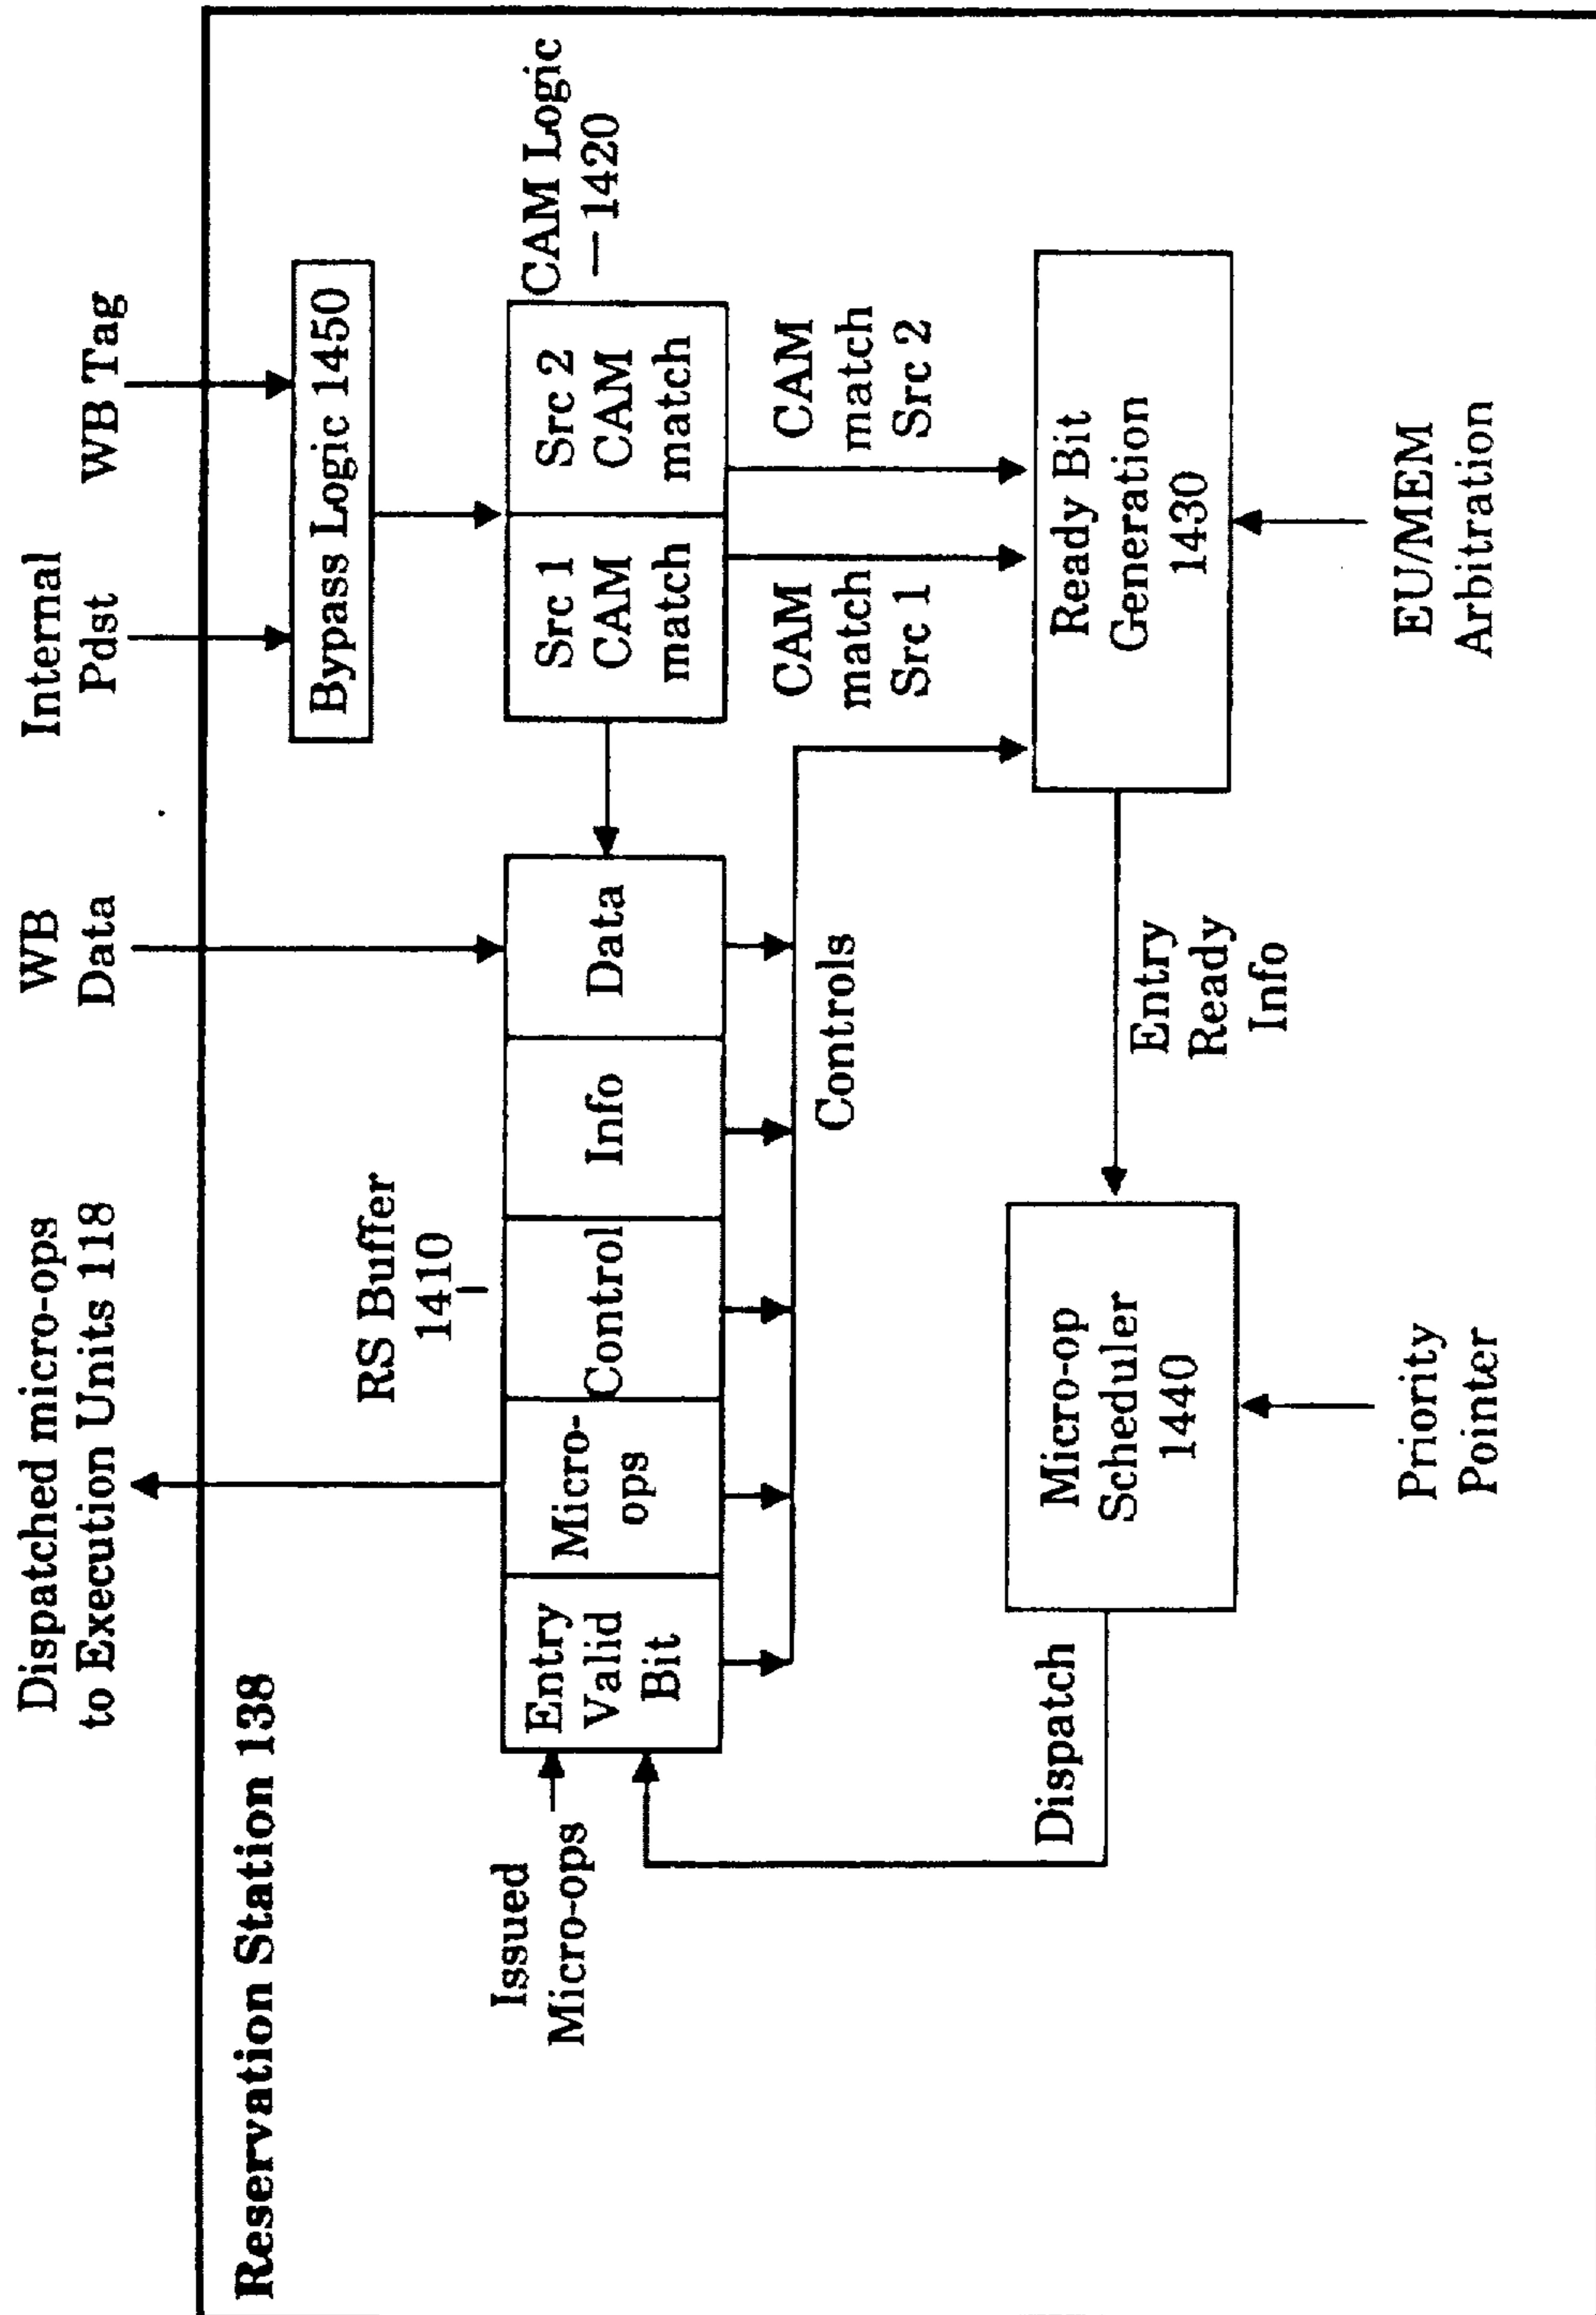 Dispatched micro-ops
to Execution Units 118
WB
Data
Internal
Pdst
WB Tag
Reservation Station 138
Bypass Logic 1450
RS Buffer
1410
CAM Logic
1420
Issued
Micro-ops
Entry
Valid
Bit
Micro-
ops
Control
Info
Data
Src 1
CAM
match
Src 2
CAM
match
Controls
CAM
match
Src 1
CAM
match
Src 2
Dispatch
Micro-op
Scheduler
1440
Entry
Ready
Info
Ready Bit
Generation
1430
Priority
Pointer
EU/MEM
Arbitration